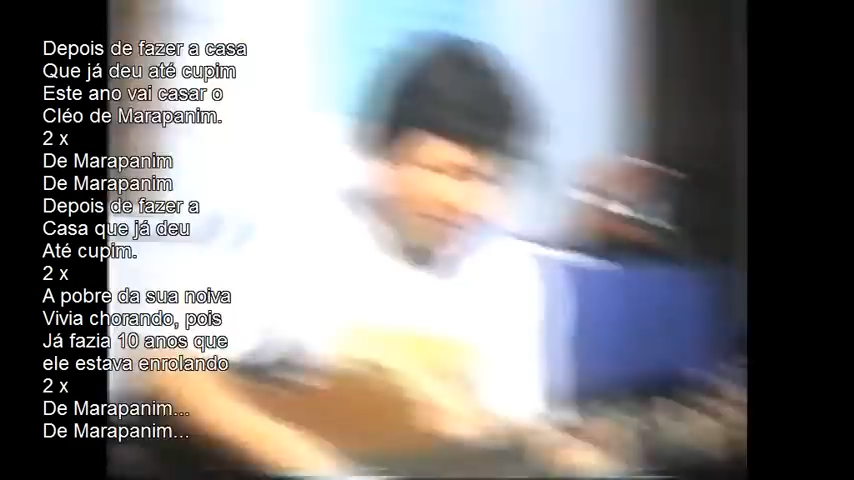 Depois de fazer a casa
Que já deu até cupim
Este ano vai casar o
Cléo de Marapanim.
2 x
De Marapanim
De Marapanim
Depois de fazer a
Casa que já deu
Até cupim.
2 x
A pobre da sua noiva
Vivia chorando, pois
Já fazia 10 anos que
ele estava enrolando
2 x
De Marapanim...
De Marapanim...